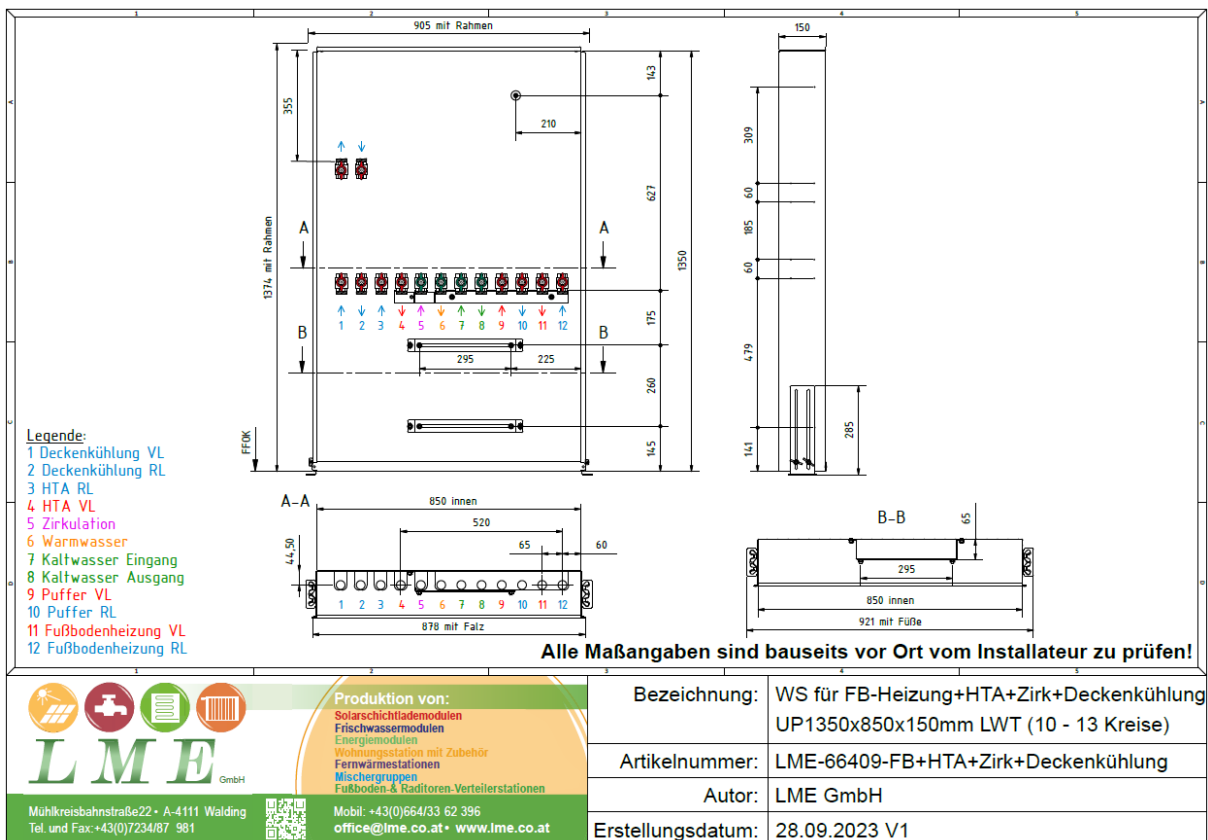 1 2 3 4 5
905 mit Rahmen
150
143
355
210
309
627
60
A A
185
1374 mit Rahmen
1350
60
1 2 3 4 5 6 7 8 9 10 11 12
175
B B
295 225
479
260
285
FFOK
145
141
Legende:
1 Deckenkühlung VL
2 Deckenkühlung RL
3 HTA RL
4 HTA VL
5 Zirkulation
6 Warmwasser
7 Kaltwasser Eingang
8 Kaltwasser Ausgang
9 Puffer VL
10 Puffer RL
11 Fußbodenheizung VL
12 Fußbodenheizung RL
A-A
850 innen
520
65 60
44,50
1 2 3 4 5 6 7 8 9 10 11 12
878 mit Falz
B-B
65
295
850 innen
921 mit Füße
Alle Maßangaben sind bauseits vor Ort vom Installateur zu prüfen!
LME GmbH
Mühlkreisbahnstraße22 • A-4111 Walding
Tel. und Fax:+43(0)7234/87 981
Produktion von:
Solarschichtlademodulen
Frischwassermodulen
Energiemodulen
Wohnungsstation mit Zubehör
Fernwärmestationen
Mischergruppen
Fußboden-& Raditoren-Verteilerstationen
Mobil: +43(0)664/33 62 396
office@lme.co.at • www.lme.co.at
Bezeichnung: WS für FB-Heizung+HTA+Zirk+Deckenkühlung
UP1350x850x150mm LWT (10 - 13 Kreise)
Artikelnummer: LME-66409-FB+HTA+Zirk+Deckenkühlung
Autor: LME GmbH
Erstellungsdatum: 28.09.2023 V1